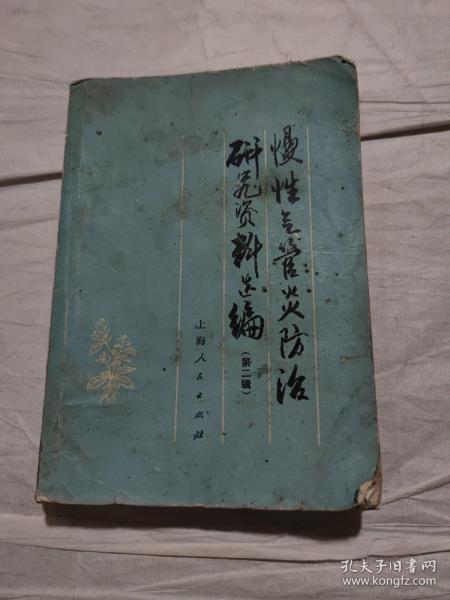 慢性气管炎防治
研究资料选编
(第二辑)
上海人民出版社
孔夫子旧书网
www.kongfz.com